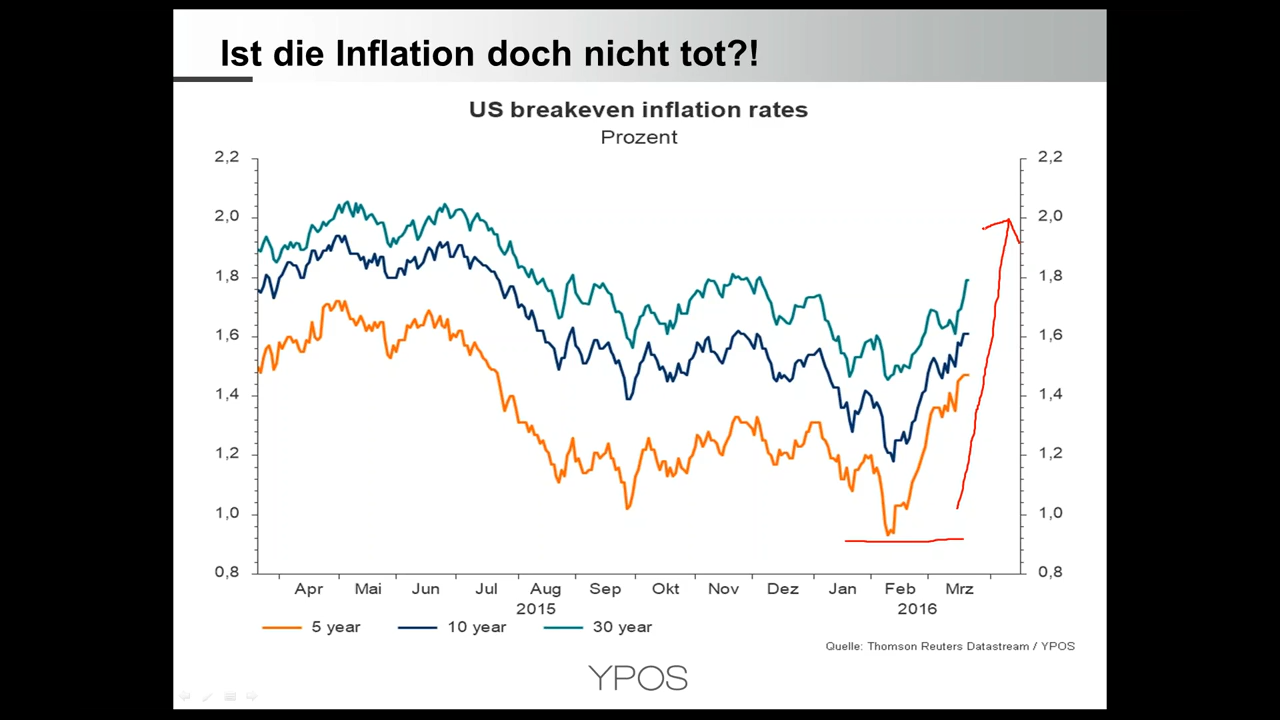 Ist die Inflation doch nicht tot?!
US breakeven inflation rates
Prozent
2,2 2,2
2,0 2,0
1,8 1,8
1,6 1,6
1,4 1,4
1,2 1,2
1,0 1,0
0,8 0,8
Apr Mai Jun Jul Aug Sep Okt Nov Dez Jan Feb Mrz
2015 2016
5 year 10 year 30 year
Quelle: Thomson Reuters Datastream / YPOS
YPOS